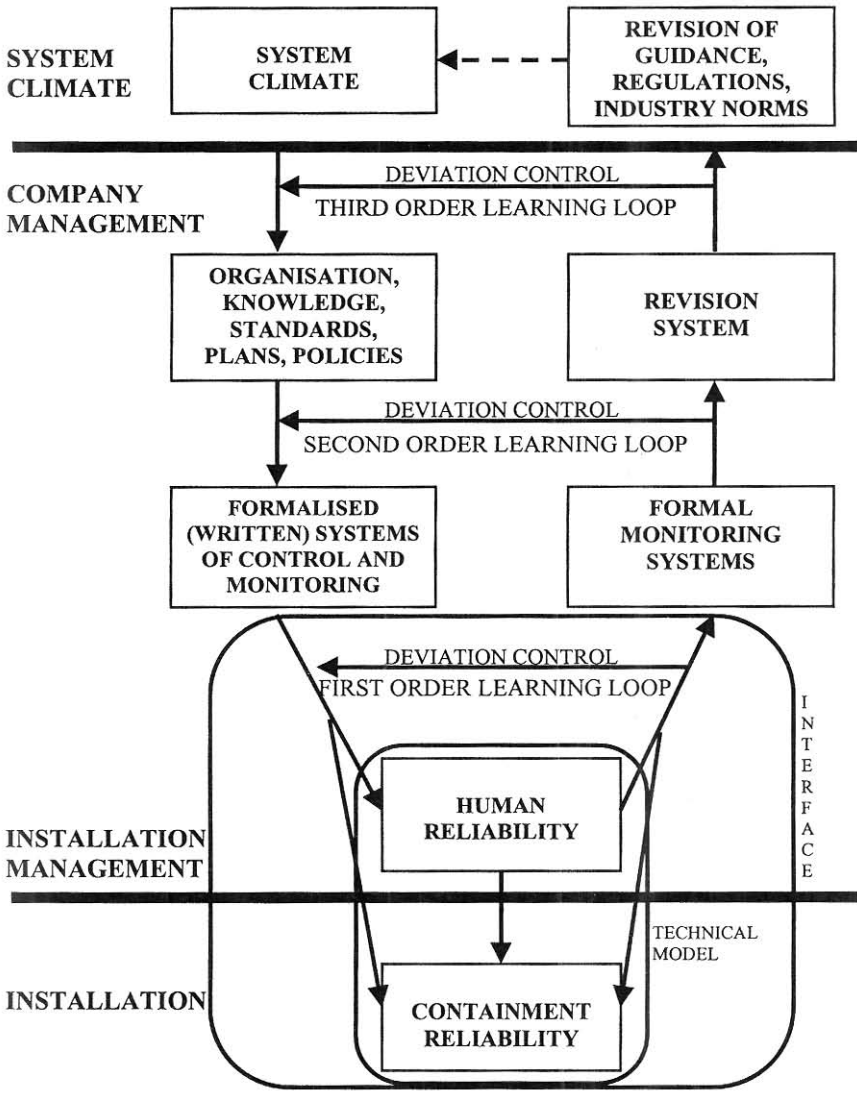 SYSTEM
CLIMATE
SYSTEM
CLIMATE
REVISION OF
GUIDANCE,
REGULATIONS,
INDUSTRY NORMS
COMPANY
MANAGEMENT
DEVIATION CONTROL
THIRD ORDER LEARNING LOOP
ORGANISATION,
KNOWLEDGE,
STANDARDS,
PLANS, POLICIES
REVISION
SYSTEM
DEVIATION CONTROL
SECOND ORDER LEARNING LOOP
FORMALISED
(WRITTEN) SYSTEMS
OF CONTROL AND
MONITORING
FORMAL
MONITORING
SYSTEMS
DEVIATION CONTROL
FIRST ORDER LEARNING LOOP
INTERFACE
HUMAN
RELIABILITY
INSTALLATION
MANAGEMENT
TECHNICAL
MODEL
INSTALLATION
CONTAINMENT
RELIABILITY